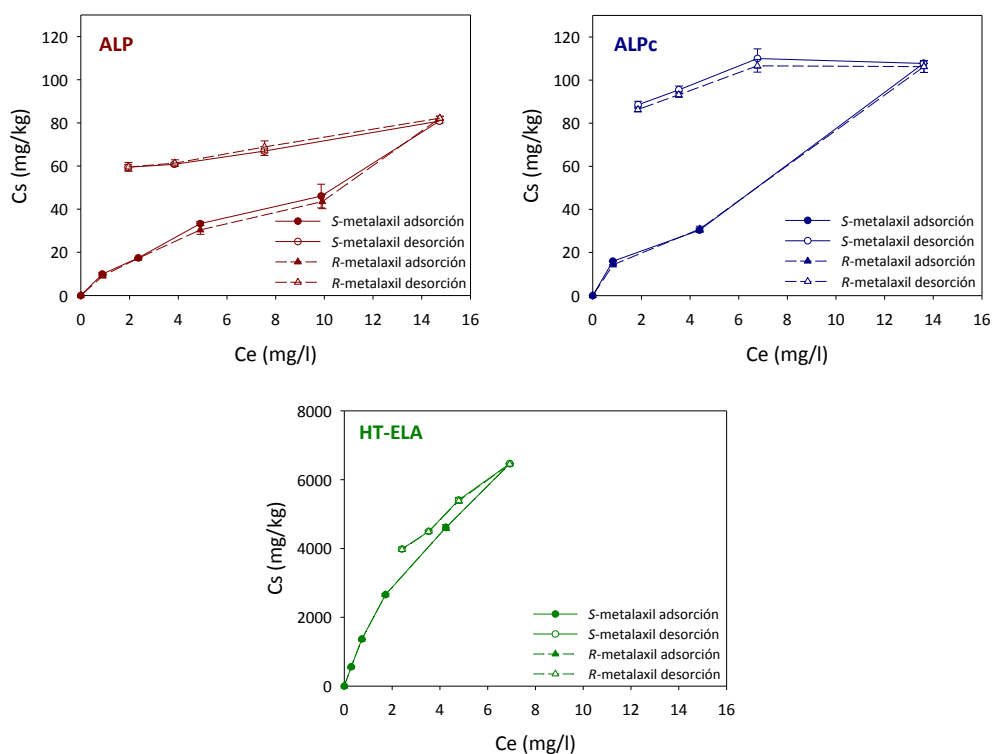 ALP
Cs (mg/kg)
120
100
80
60
40
20
0
S-metalaxil adsorción
S-metalaxil desorción
R-metalaxil adsorción
R-metalaxil desorción
0 2 4 6 8 10 12 14 16
Ce (mg/l)
ALPc
Cs (mg/kg)
120
100
80
60
40
20
0
S-metalaxil adsorción
S-metalaxil desorción
R-metalaxil adsorción
R-metalaxil desorción
0 2 4 6 8 10 12 14 16
Ce (mg/l)
HT-ELA
Cs (mg/kg)
8000
6000
4000
2000
0
S-metalaxil adsorción
S-metalaxil desorción
R-metalaxil adsorción
R-metalaxil desorción
0 2 4 6 8 10 12 14 16
Ce (mg/l)